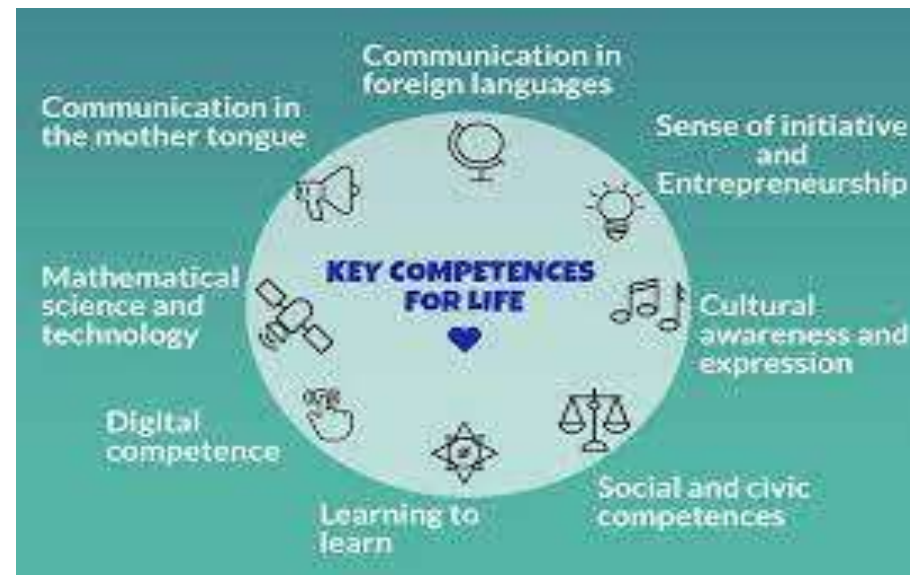 Communication in
foreign languages
Communication in
the mother tongue
Sense of initiative
and
Entrepreneurship
KEY COMPETENCES
FOR LIFE
Mathematical
science and
technology
Cultural
awareness and
expression
Digital
competence
Social and civic
competences
Learning to
learn